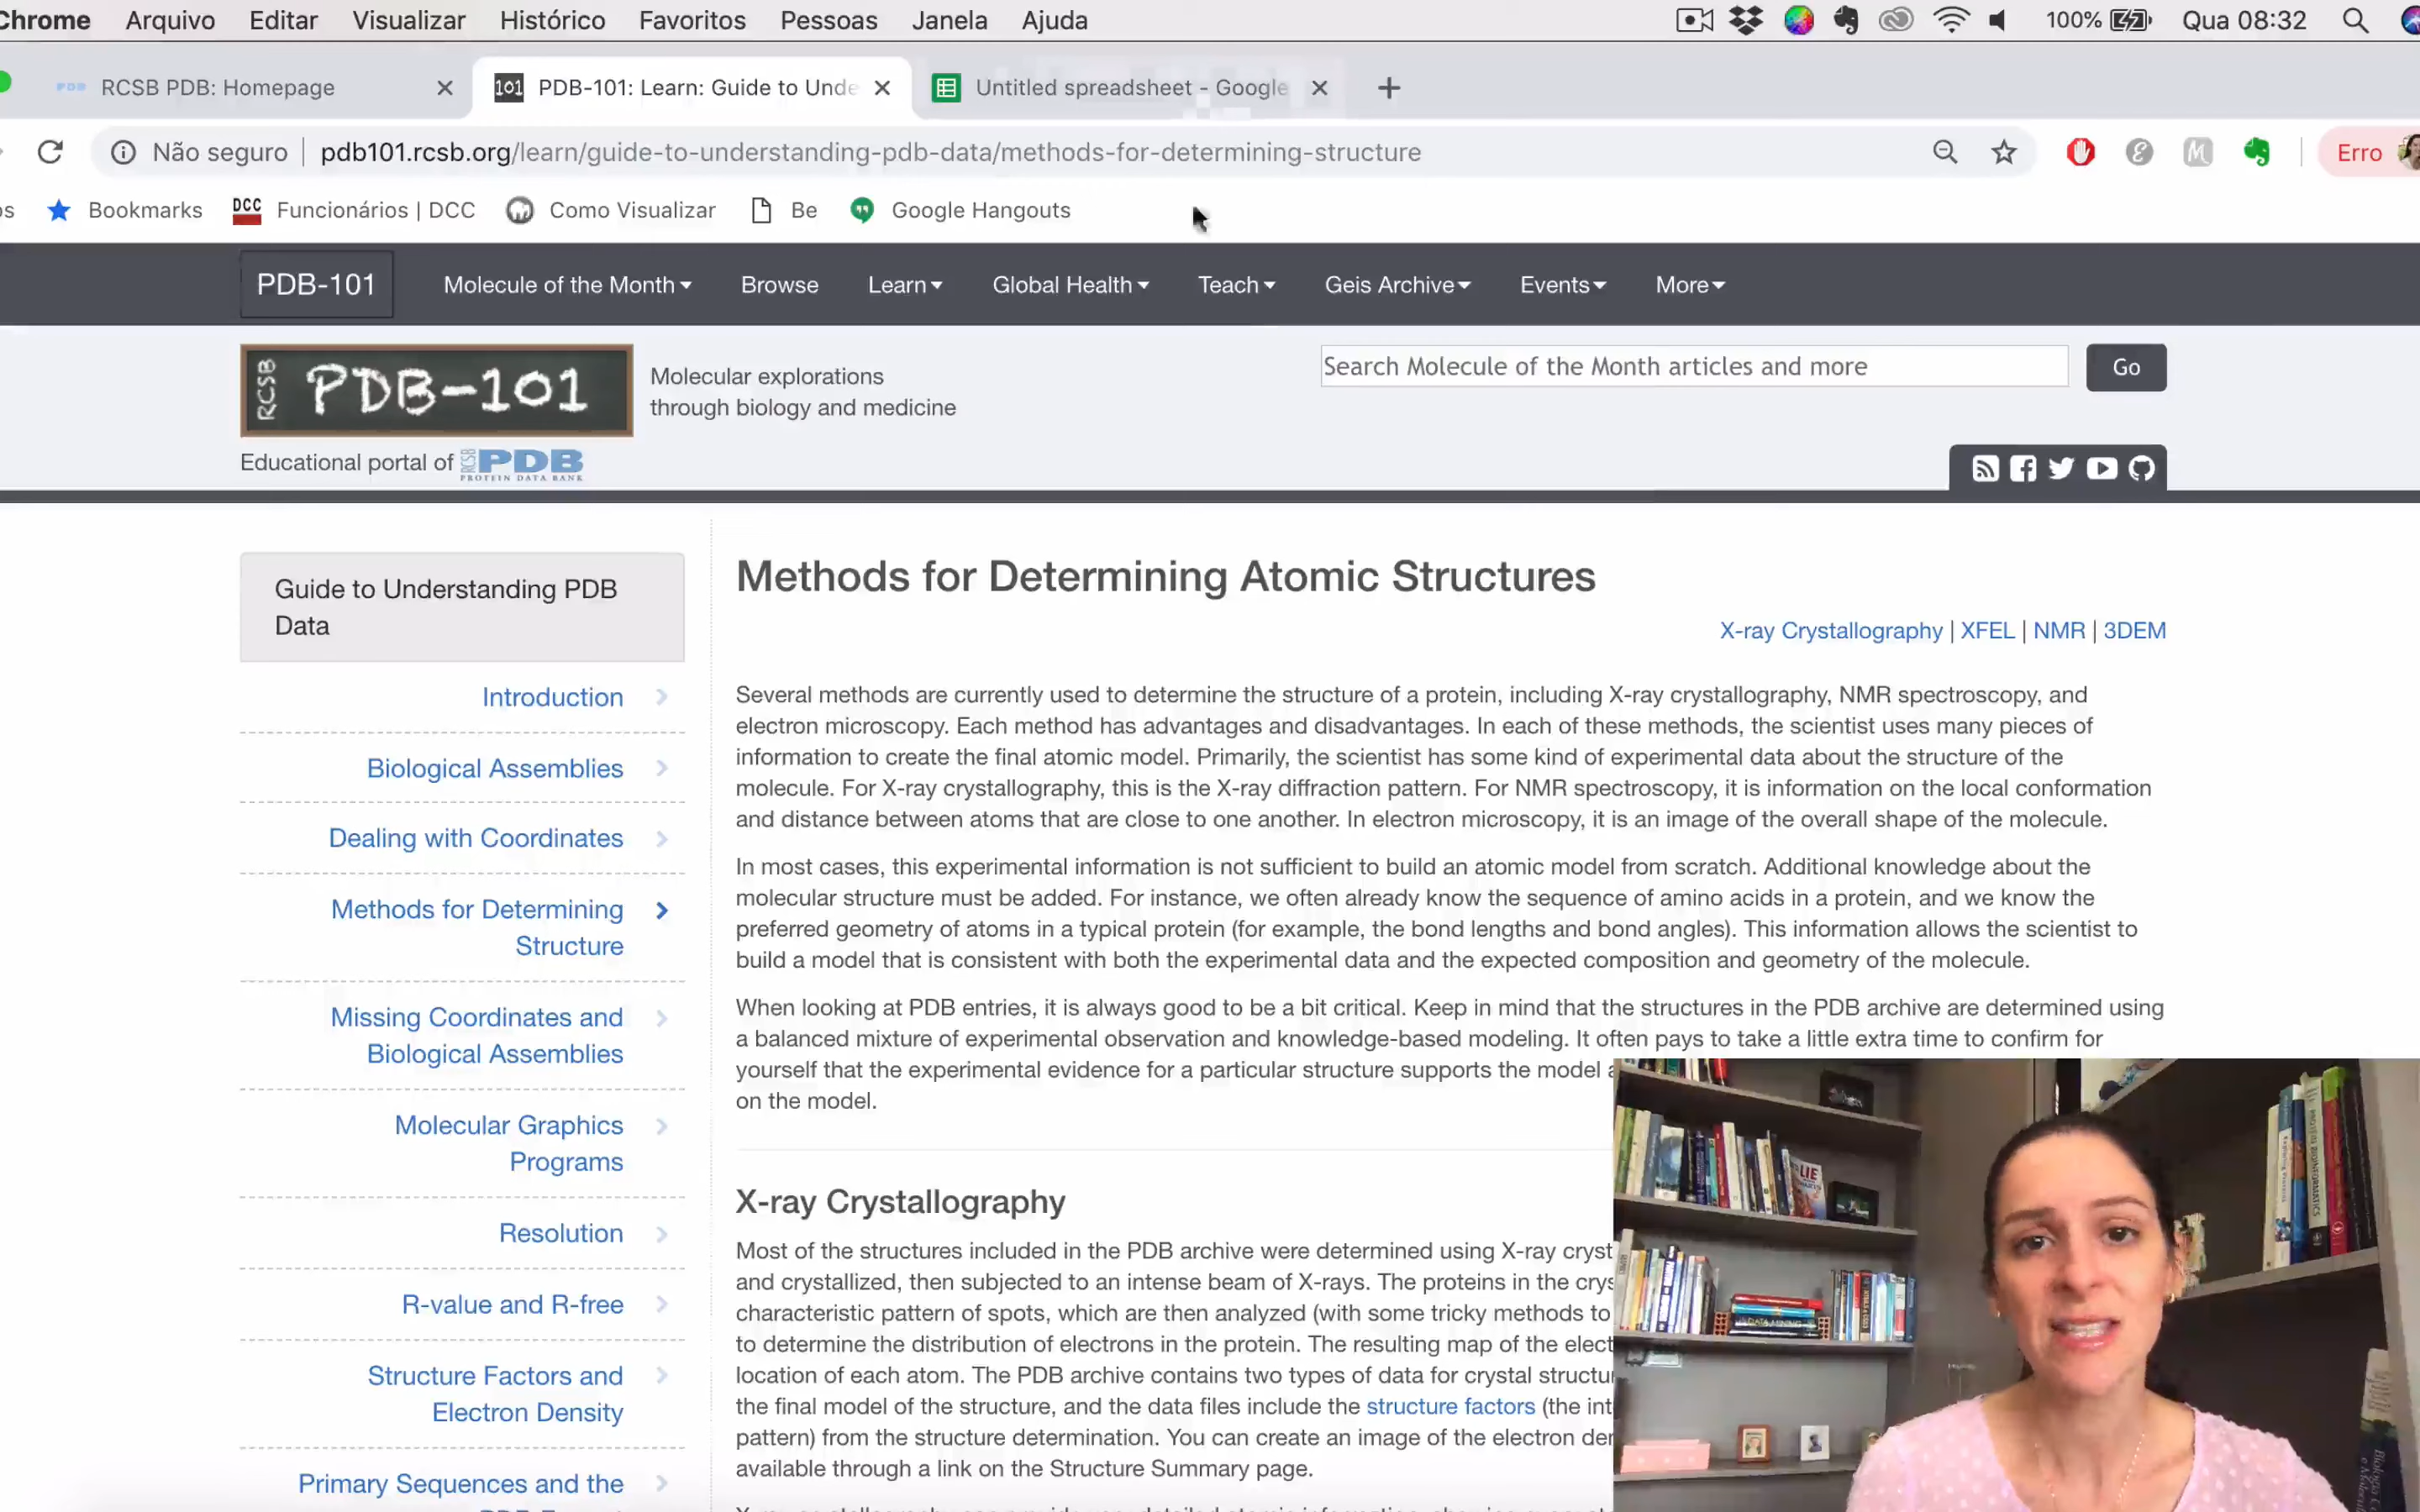 Chrome Arquivo Editar Visualizar Histórico Favoritos Pessoas Janela Ajuda 100% Qua 08:32
PDB RCSB PDB: Homepage 101 PDB-101: Learn: Guide to Unde Untitled spreadsheet - Google
Não seguro pdb101.rcsb.org/learn/guide-to-understanding-pdb-data/methods-for-determining-structure Erro
os Bookmarks DCC Funcionários | DCC Como Visualizar Be Google Hangouts
PDB-101 Molecule of the Month Browse Learn Global Health Teach Geis Archive Events More
RCSB PDB-101
Molecular explorations
through biology and medicine
Search Molecule of the Month articles and more Go
Educational portal of RCSB PDB
PROTEIN DATA BANK
Guide to Understanding PDB
Data
Introduction
Biological Assemblies
Dealing with Coordinates
Methods for Determining
Structure
Missing Coordinates and
Biological Assemblies
Molecular Graphics
Programs
Resolution
R-value and R-free
Structure Factors and
Electron Density
Primary Sequences and the
Methods for Determining Atomic Structures
X-ray Crystallography | XFEL | NMR | 3DEM
Several methods are currently used to determine the structure of a protein, including X-ray crystallography, NMR spectroscopy, and
electron microscopy. Each method has advantages and disadvantages. In each of these methods, the scientist uses many pieces of
information to create the final atomic model. Primarily, the scientist has some kind of experimental data about the structure of the
molecule. For X-ray crystallography, this is the X-ray diffraction pattern. For NMR spectroscopy, it is information on the local conformation
and distance between atoms that are close to one another. In electron microscopy, it is an image of the overall shape of the molecule.
In most cases, this experimental information is not sufficient to build an atomic model from scratch. Additional knowledge about the
molecular structure must be added. For instance, we often already know the sequence of amino acids in a protein, and we know the
preferred geometry of atoms in a typical protein (for example, the bond lengths and bond angles). This information allows the scientist to
build a model that is consistent with both the experimental data and the expected composition and geometry of the molecule.
When looking at PDB entries, it is always good to be a bit critical. Keep in mind that the structures in the PDB archive are determined using
a balanced mixture of experimental observation and knowledge-based modeling. It often pays to take a little extra time to confirm for
yourself that the experimental evidence for a particular structure supports the model a
on the model.
X-ray Crystallography
Most of the structures included in the PDB archive were determined using X-ray cryst
and crystallized, then subjected to an intense beam of X-rays. The proteins in the crys
characteristic pattern of spots, which are then analyzed (with some tricky methods to
to determine the distribution of electrons in the protein. The resulting map of the elect
location of each atom. The PDB archive contains two types of data for crystal structu
the final model of the structure, and the data files include the structure factors (the int
pattern) from the structure determination. You can create an image of the electron der
available through a link on the Structure Summary page.
LIE
DATA MINING